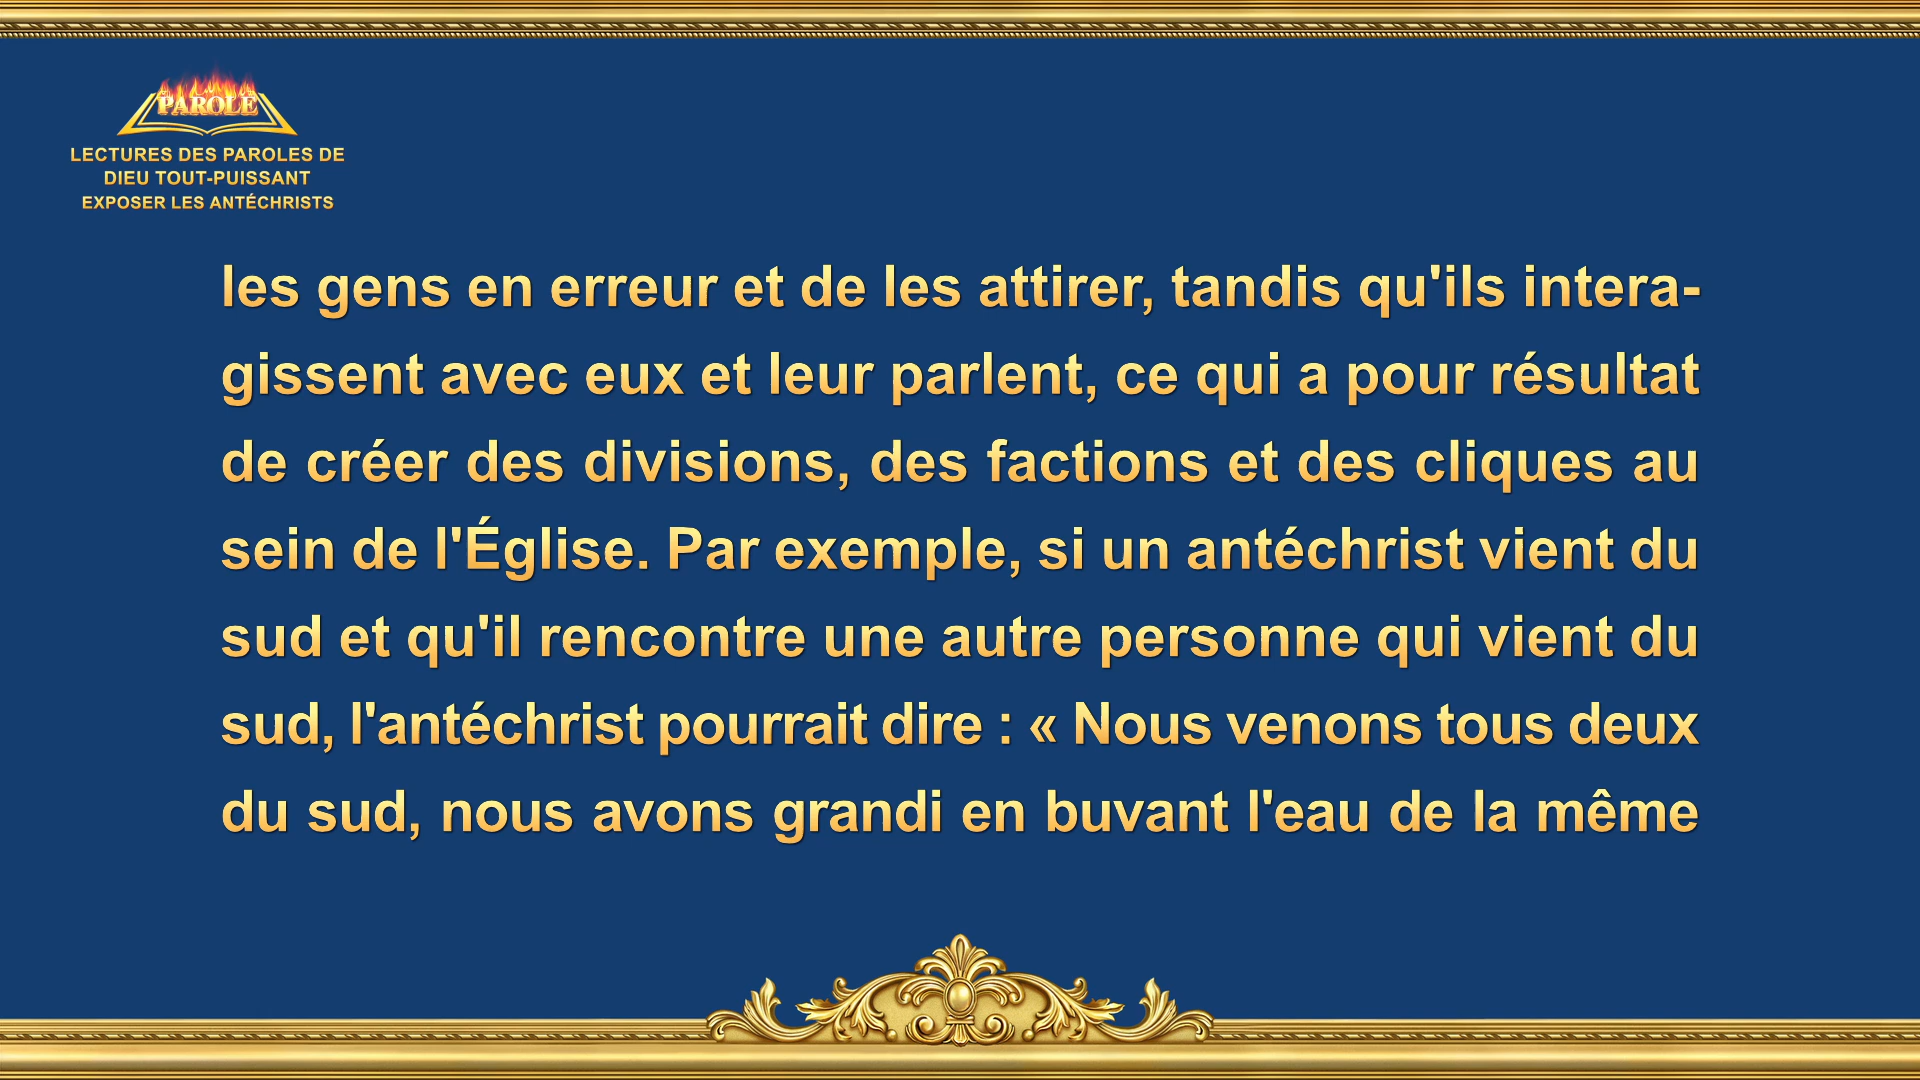 PAROLE
LECTURES DES PAROLES DE
DIEU TOUT-PUISSANT
EXPOSER LES ANTÉCHRISTS
les gens en erreur et de les attirer, tandis qu'ils intera-
gissent avec eux et leur parlent, ce qui a pour résultat
de créer des divisions, des factions et des cliques au
sein de l'Église. Par exemple, si un antéchrist vient du
sud et qu'il rencontre une autre personne qui vient du
sud, l'antéchrist pourrait dire : « Nous venons tous deux
du sud, nous avons grandi en buvant l'eau de la même